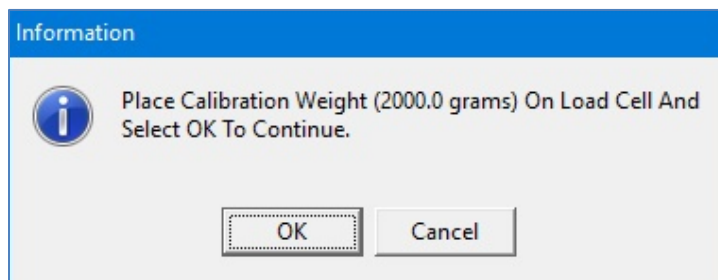 Information
Place Calibration Weight (2000.0 grams) On Load Cell And
Select OK To Continue.
OK
Cancel